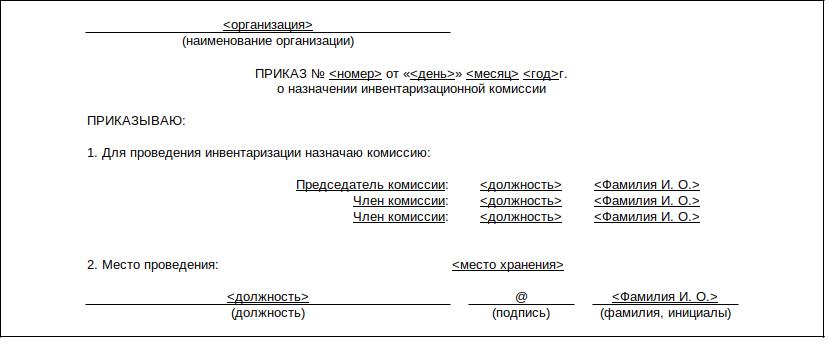 <организация>
(наименование организации)
ПРИКАЗ № <номер> от «<день>» <месяц> <год>г.
о назначении инвентаризационной комиссии
ПРИКАЗЫВАЮ:
1. Для проведения инвентаризации назначаю комиссию:
Председатель комиссии: <должность> <Фамилия И. О.>
Член комиссии: <должность> <Фамилия И. О.>
Член комиссии: <должность> <Фамилия И. О.>
2. Место проведения: <место хранения>
<должность> @ <Фамилия И. О.>
(должность) (подпись) (фамилия, инициалы)